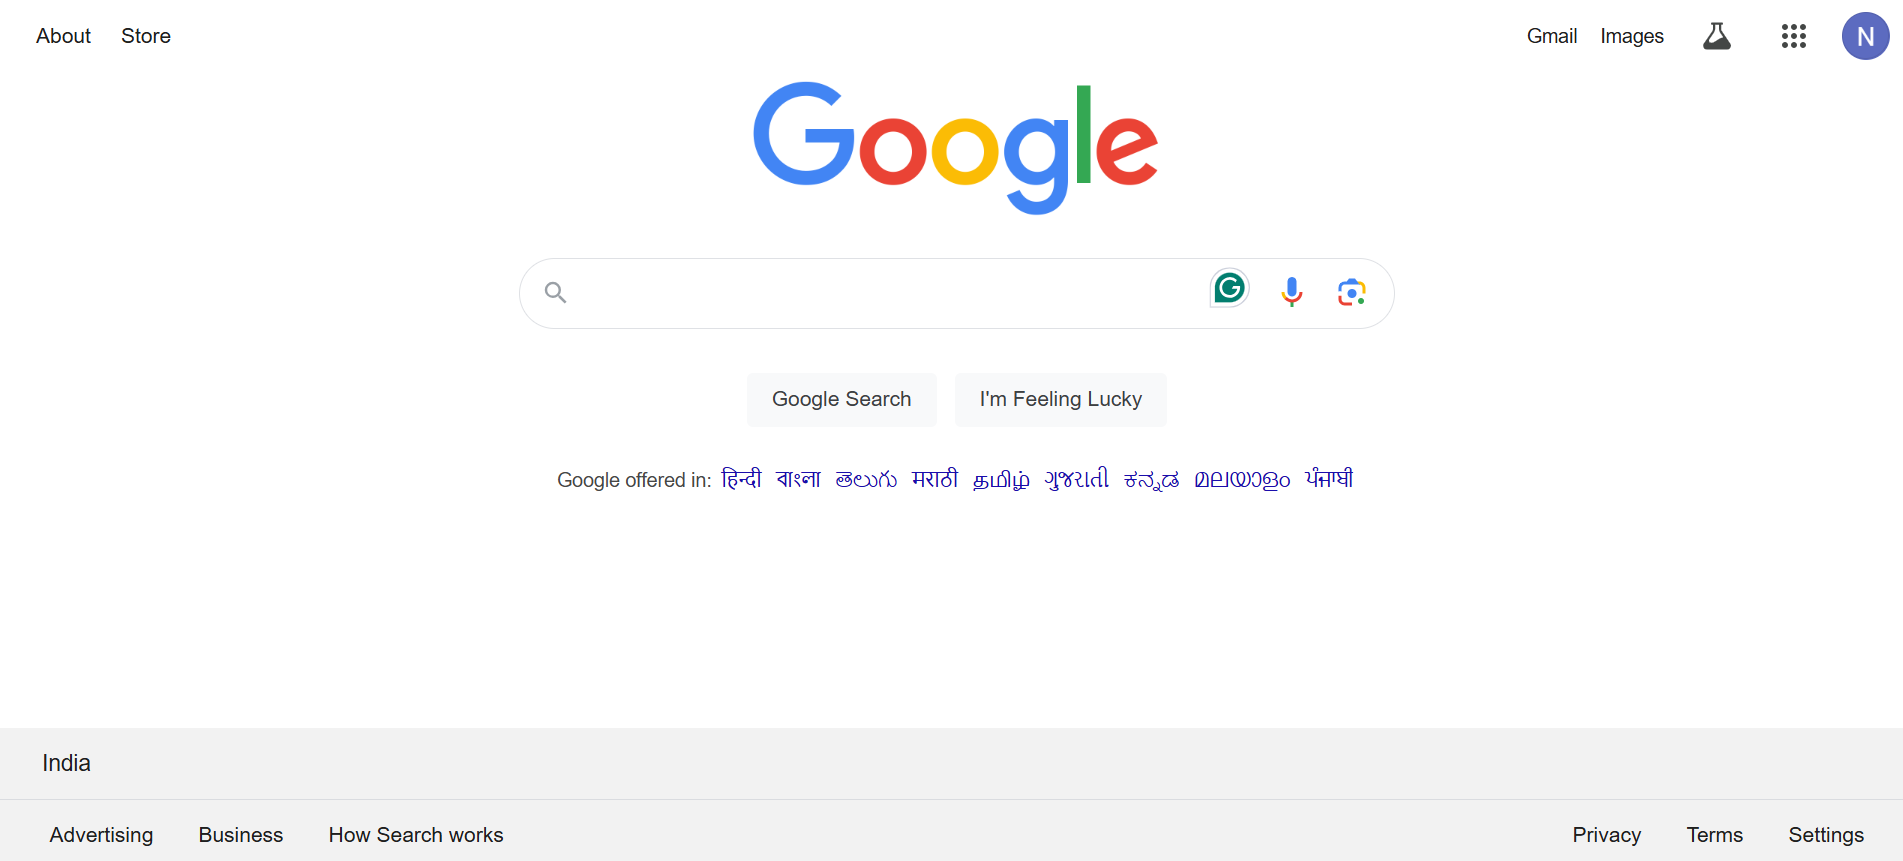 About Store Gmail Images N
Google
Google Search I'm Feeling Lucky
Google offered in: हिन्दी বাংলা తెలుగు मराठी தமிழ் ગુજરાતી ಕನ್ನಡ മലയാളം ਪੰਜਾਬੀ
India
Advertising Business How Search works Privacy Terms Settings